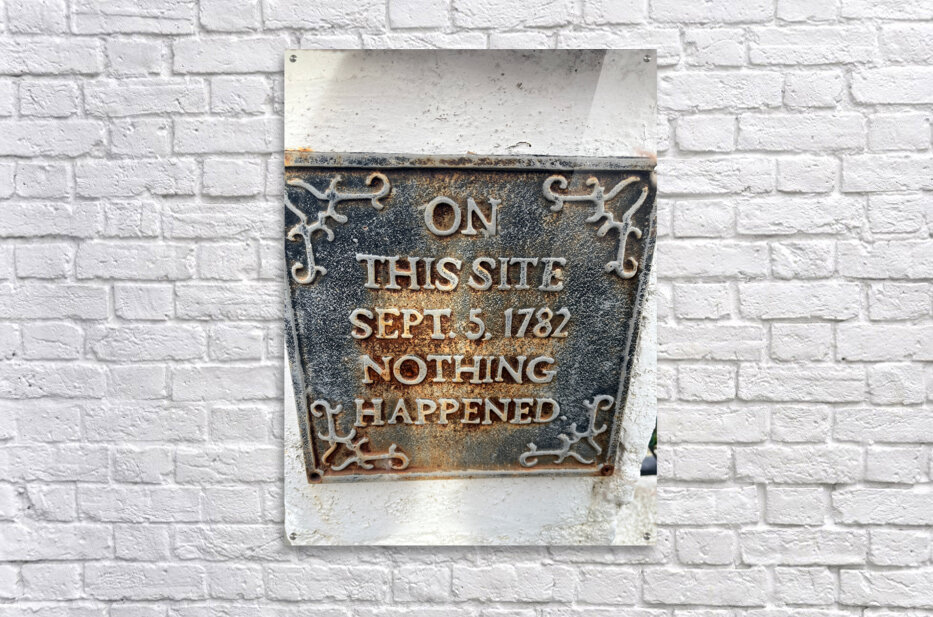 ON
THIS SITE
SEPT. 5, 1782
NOTHING
HAPPENED.